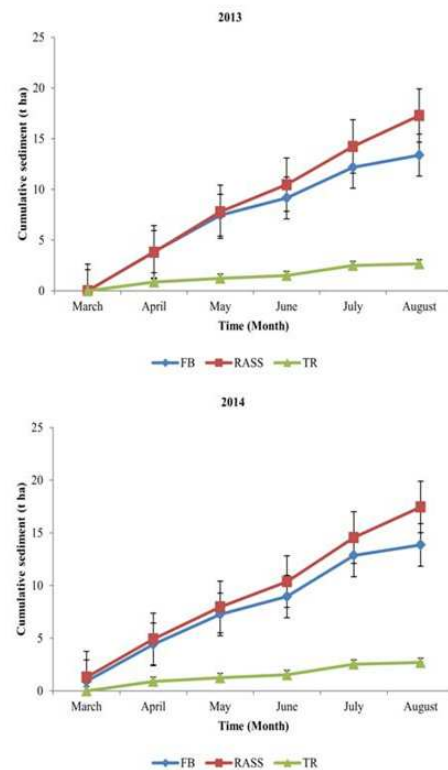 2013
25
20
15
10
5
0
Cumulative sediment (t ha)
March April May June July August
Time (Month)
FB RASS TR
2014
25
20
15
10
5
0
Cumulative sediment (t ha)
March April May June July August
Time (Month)
FB RASS TR